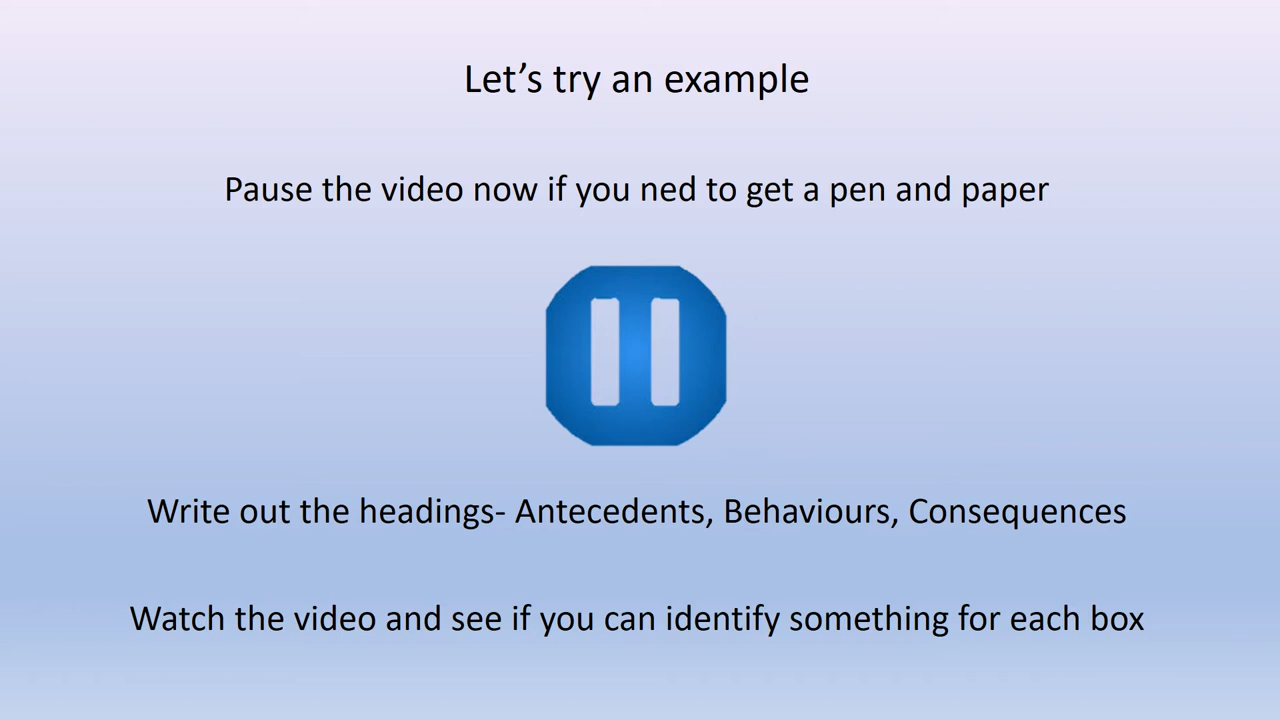 Let’s try an example
Pause the video now if you ned to get a pen and paper
Write out the headings- Antecedents, Behaviours, Consequences
Watch the video and see if you can identify something for each box